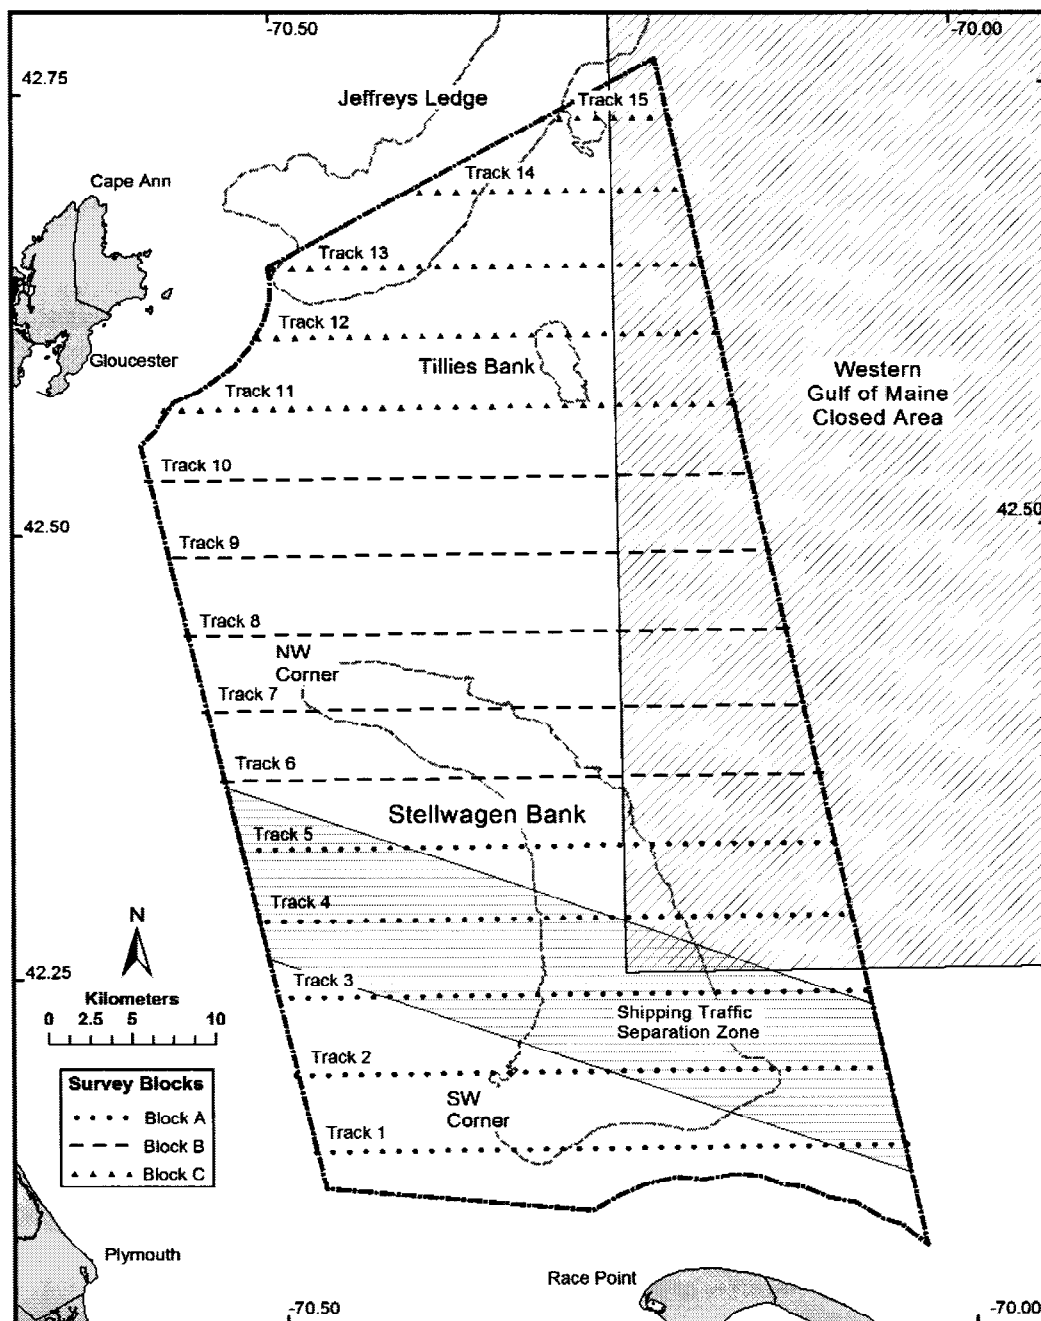 -70.50
-70.00
42.75
Track 15
Jeffreys Ledge
Track 14
Cape Ann
Track 13
Track 12
Gloucester
Tillies Bank
Western
Gulf of Maine
Closed Area
Track 11
Track 10
42.50
42.50
Track 9
Track 8
NW
Corner
Track 7
Track 6
Stellwagen Bank
Track 5
Track 4
N
42.25
Track 3
Kilometers
0 2.5 5 10
Shipping Traffic
Separation Zone
Track 2
Survey Blocks
Block A
Block B
Block C
SW
Corner
Track 1
Plymouth
Race Point
-70.50
-70.00